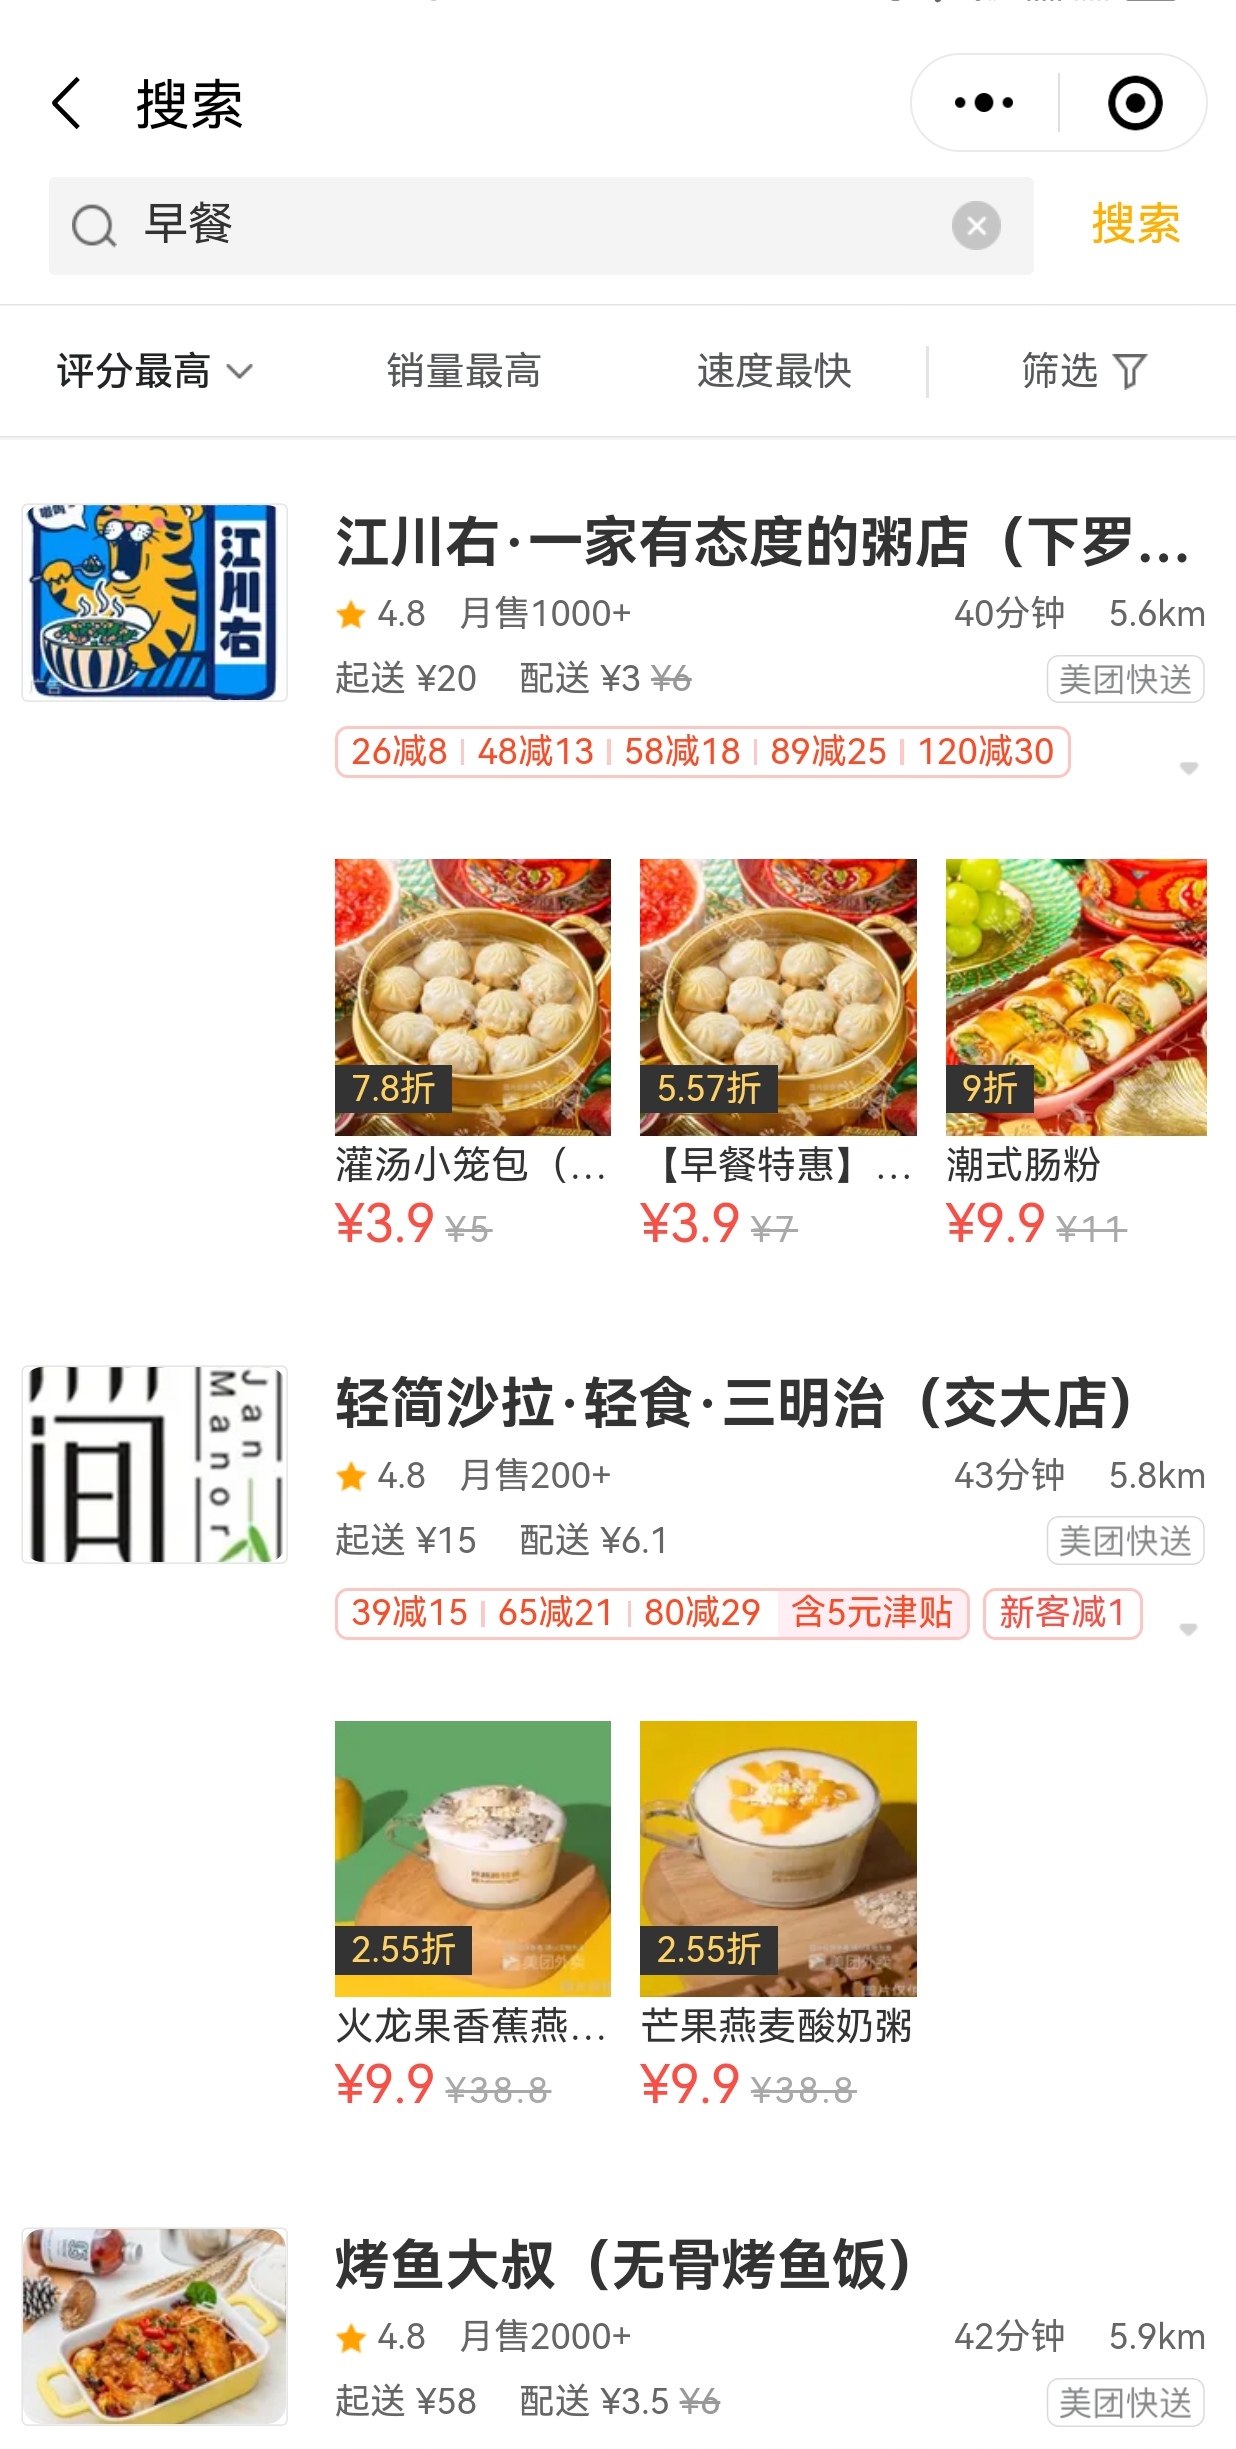 搜索
早餐
搜索
评分最高 销量最高 速度最快 筛选
江川右
广告
江川右·一家有态度的粥店（下罗...
4.8 月售1000+ 40分钟 5.6km
起送 ¥20 配送 ¥3 ¥6 美团快送
26减8 48减13 58减18 89减25 120减30
7.8折 5.57折 9折
灌汤小笼包（... 【早餐特惠】... 潮式肠粉
¥3.9 ¥5 ¥3.9 ¥7 ¥9.9 ¥11
间
Jan
Manor
轻简沙拉·轻食·三明治（交大店）
4.8 月售200+ 43分钟 5.8km
起送 ¥15 配送 ¥6.1 美团快送
39减15 65减21 80减29 含5元津贴 新客减1
2.55折 美团外卖 2.55折 美团外卖
火龙果香蕉燕... 芒果燕麦酸奶粥
¥9.9 ¥38.8 ¥9.9 ¥38.8
烤鱼大叔（无骨烤鱼饭）
4.8 月售2000+ 42分钟 5.9km
起送 ¥58 配送 ¥3.5 ¥6 美团快送